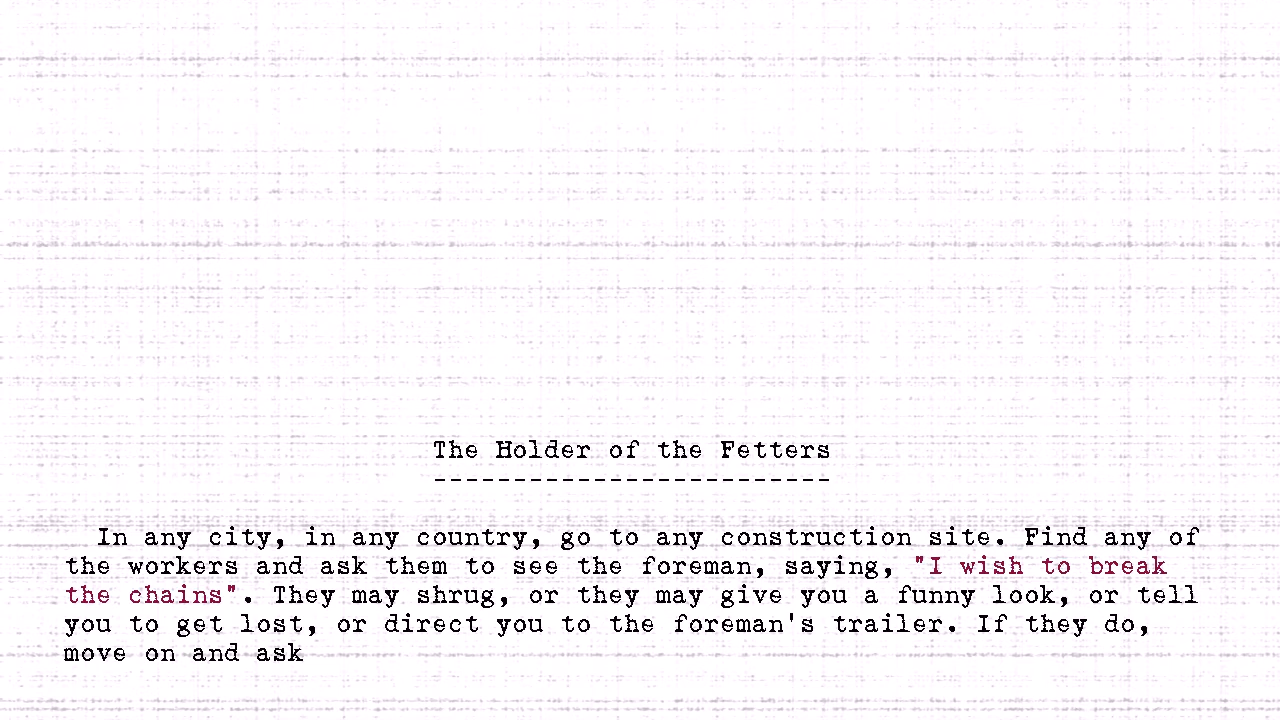 The Holder of the Fetters
-------------------------
In any city, in any country, go to any construction site. Find any of
the workers and ask them to see the foreman, saying, "I wish to break
the chains". They may shrug, or they may give you a funny look, or tell
you to get lost, or direct you to the foreman's trailer. If they do,
move on and ask